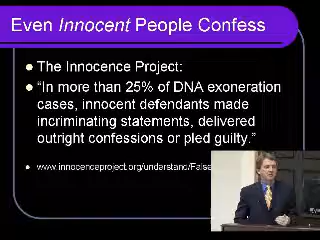 Even Innocent People Confess
The Innocence Project:
“In more than 25% of DNA exoneration
cases, innocent defendants made
incriminating statements, delivered
outright confessions or pled guilty.”
www.innocenceproject.org/understand/False